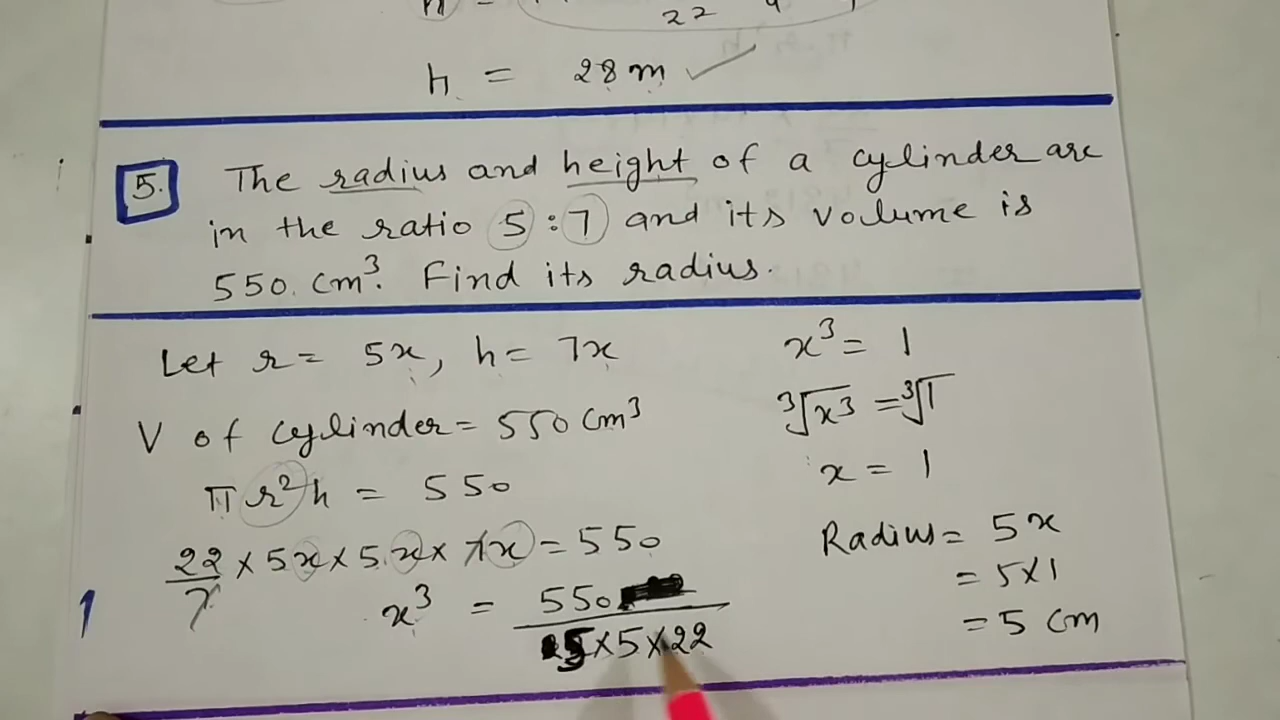 22
h = 28 m ✓
5. The radius and height of a cylinder are
in the ratio 5 : 7 and its volume is
550 cm³. Find its radius.
Let r = 5x, h = 7x
V of cylinder = 550 cm³
πr²h = 550
22/7 × 5x × 5x × 7x = 550
x³ = 550 / 5 × 5 × 22
1
x³ = 1
∛x³ = ∛1
x = 1
Radius = 5x
= 5×1
= 5 cm